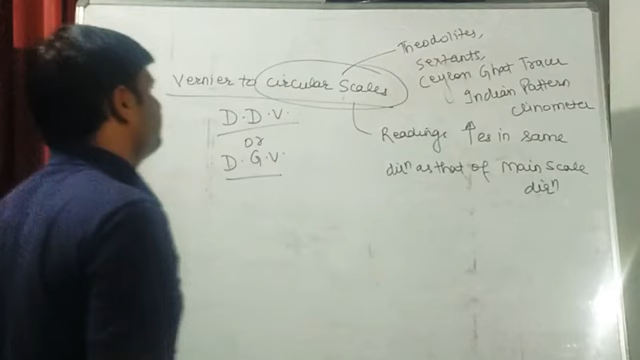 Vernier to Circular Scales
D.D.V.
or
D.G.V.
Theodolites,
sextants,
Ceylon Ghat Tracer
Indian Pattern
clinometer
Readings ↑es in same
dirⁿ as that of Main Scale
dirⁿ